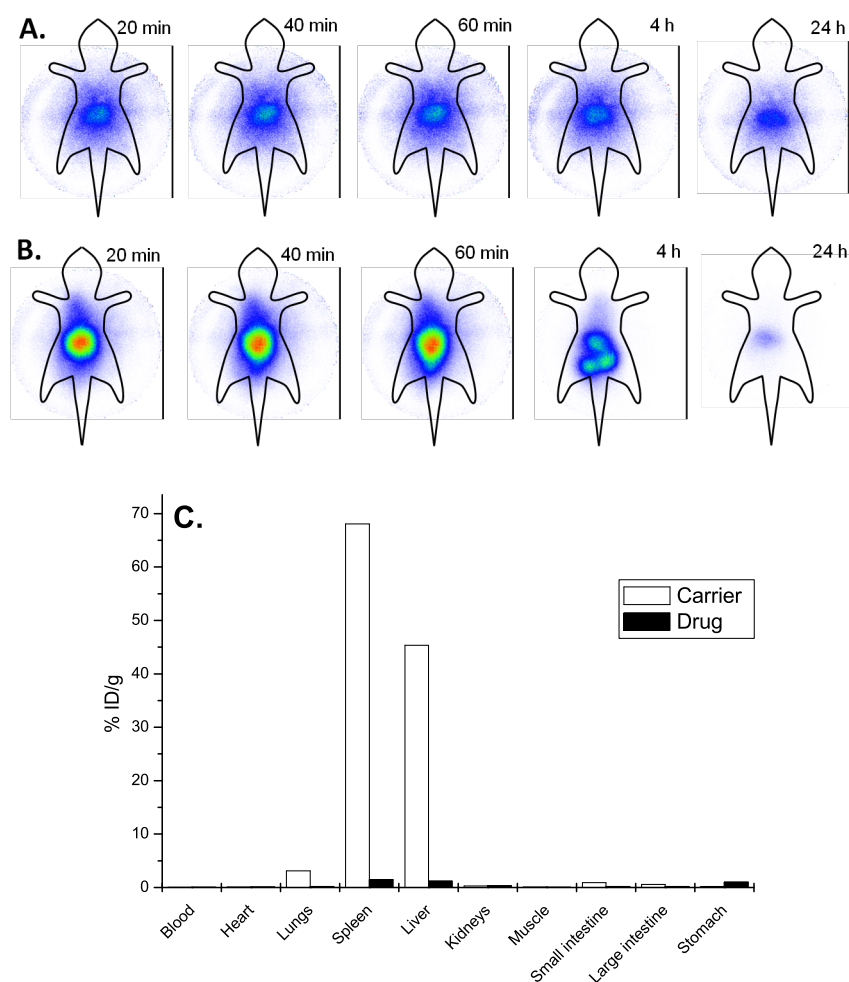 A.
20 min
40 min
60 min
4 h
24 h
B.
20 min
40 min
60 min
4 h
24 h
C.
70
60
50
40
30
20
10
0
% ID/g
Carrier
Drug
Blood
Heart
Lungs
Spleen
Liver
Kidneys
Muscle
Small intestine
Large intestine
Stomach